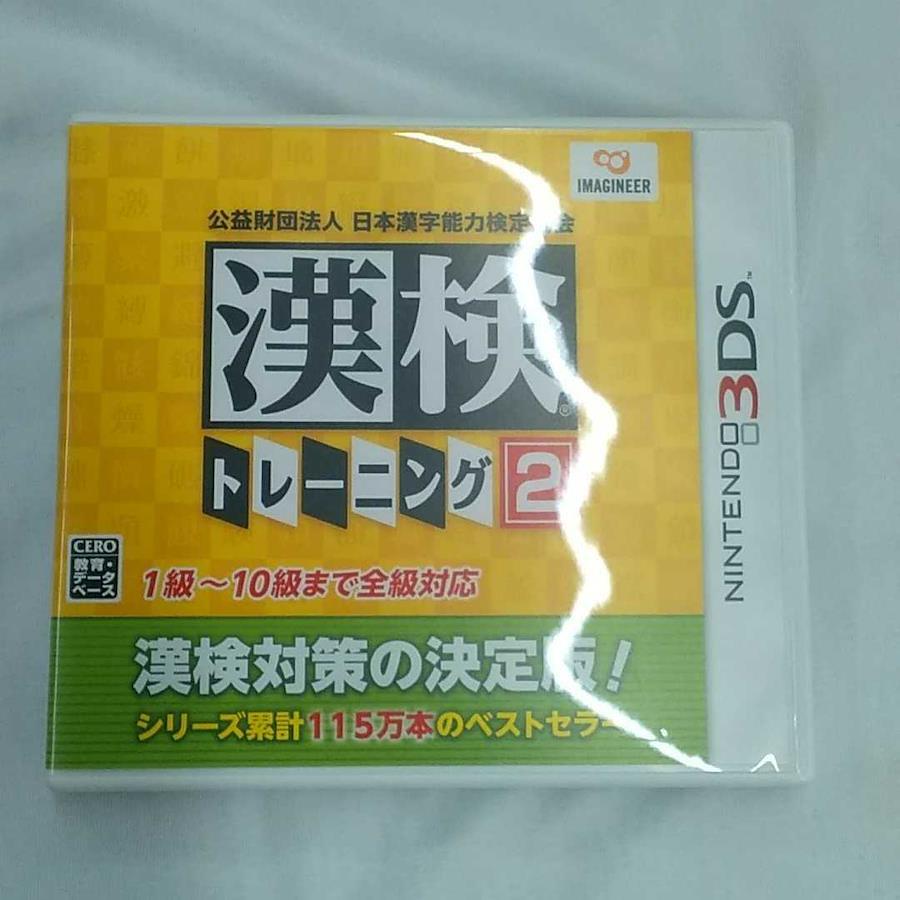 IMAGINEER
公益財団法人 日本漢字能力検定協会
漢検®
トレーニング2
CERO
教育・
データ
ベース
1級〜10級まで全級対応
漢検対策の決定版!
シリーズ累計115万本のベストセラー
NINTENDO3DS™